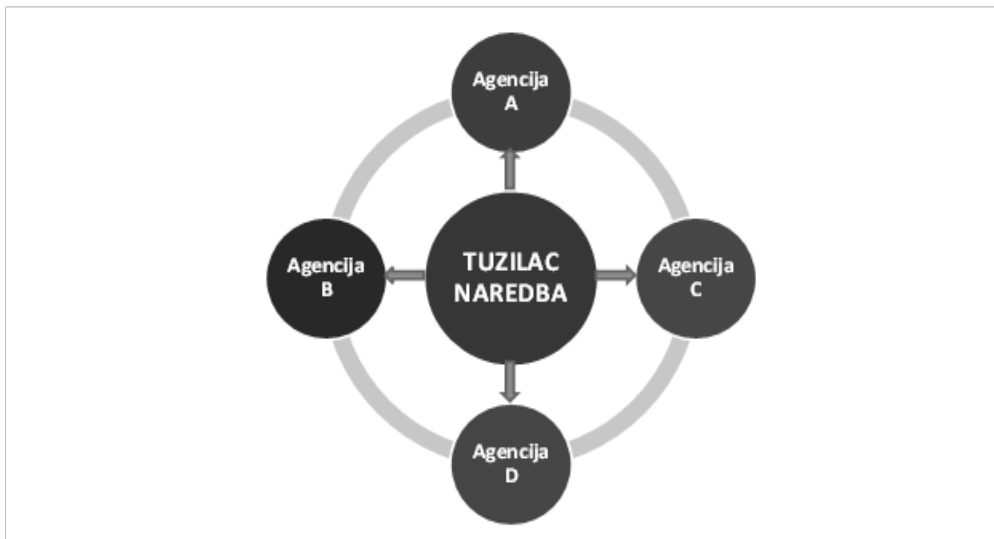 Agencija
A
Agencija
B
TUZILAC
NAREDBA
Agencija
C
Agencija
D